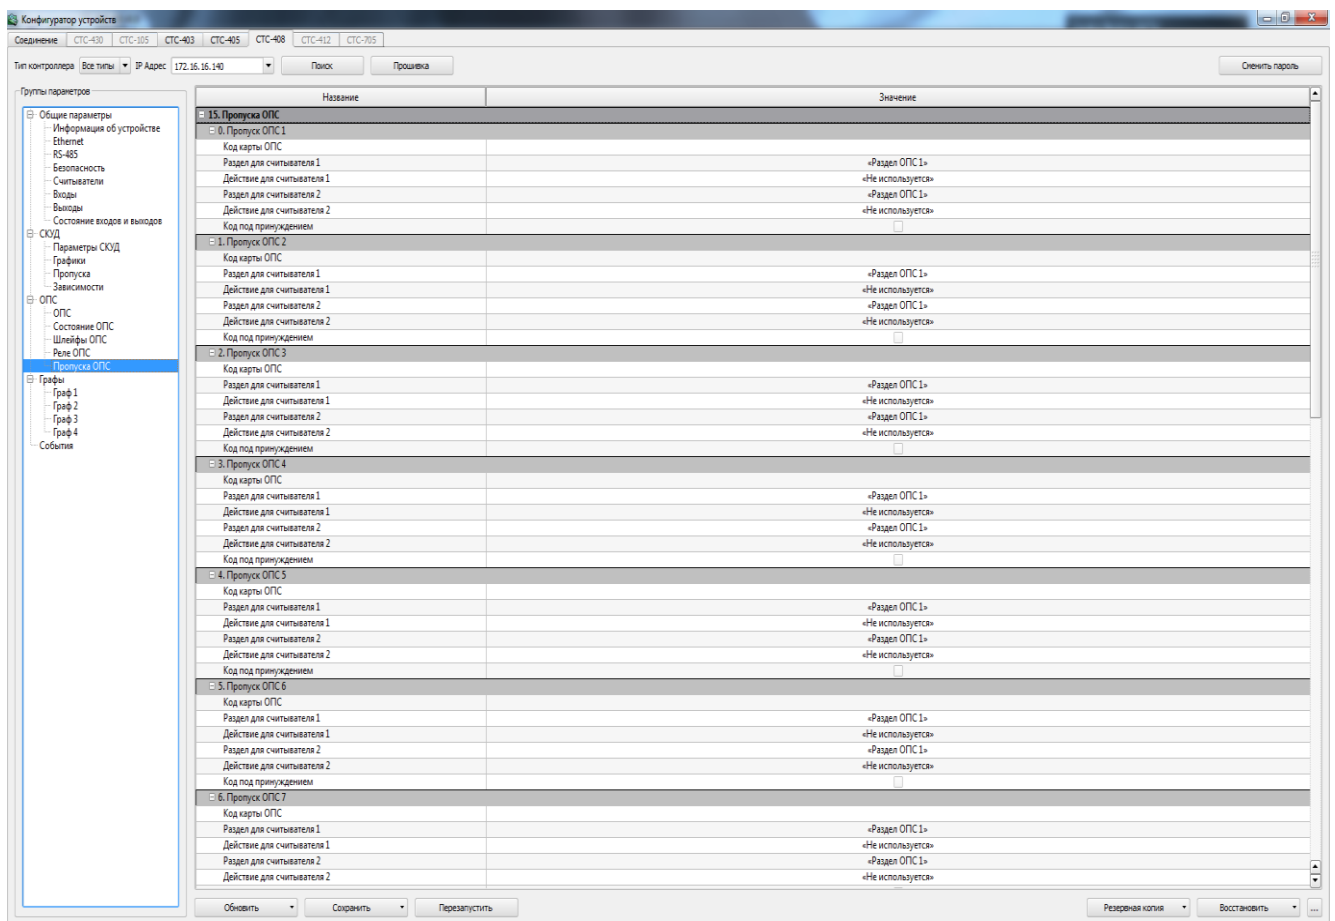 Конфигуратор устройств
Соединение СТС-430 СТС-105 СТС-403 СТС-405 СТС-408 СТС-412 СТС-705
Тип контроллера Все типы IP Адрес 172.16.16.140 Поиск Прошивка Сменить пароль
Группы параметров
Общие параметры
Информация об устройстве
Ethernet
RS-485
Безопасность
Считыватели
Входы
Выходы
Состояние входов и выходов
СКУД
Параметры СКУД
Графики
Пропуска
Зависимости
ОПС
ОПС
Состояние ОПС
Шлейфы ОПС
Реле ОПС
Пропуска ОПС
Графы
Граф 1
Граф 2
Граф 3
Граф 4
События
Название Значение
15. Пропуска ОПС
0. Пропуск ОПС 1
Код карты ОПС
Раздел для считывателя 1 «Раздел ОПС 1»
Действие для считывателя 1 «Не используется»
Раздел для считывателя 2 «Раздел ОПС 1»
Действие для считывателя 2 «Не используется»
Код под принуждением
1. Пропуск ОПС 2
Код карты ОПС
Раздел для считывателя 1 «Раздел ОПС 1»
Действие для считывателя 1 «Не используется»
Раздел для считывателя 2 «Раздел ОПС 1»
Действие для считывателя 2 «Не используется»
Код под принуждением
2. Пропуск ОПС 3
Код карты ОПС
Раздел для считывателя 1 «Раздел ОПС 1»
Действие для считывателя 1 «Не используется»
Раздел для считывателя 2 «Раздел ОПС 1»
Действие для считывателя 2 «Не используется»
Код под принуждением
3. Пропуск ОПС 4
Код карты ОПС
Раздел для считывателя 1 «Раздел ОПС 1»
Действие для считывателя 1 «Не используется»
Раздел для считывателя 2 «Раздел ОПС 1»
Действие для считывателя 2 «Не используется»
Код под принуждением
4. Пропуск ОПС 5
Код карты ОПС
Раздел для считывателя 1 «Раздел ОПС 1»
Действие для считывателя 1 «Не используется»
Раздел для считывателя 2 «Раздел ОПС 1»
Действие для считывателя 2 «Не используется»
Код под принуждением
5. Пропуск ОПС 6
Код карты ОПС
Раздел для считывателя 1 «Раздел ОПС 1»
Действие для считывателя 1 «Не используется»
Раздел для считывателя 2 «Раздел ОПС 1»
Действие для считывателя 2 «Не используется»
Код под принуждением
6. Пропуск ОПС 7
Код карты ОПС
Раздел для считывателя 1 «Раздел ОПС 1»
Действие для считывателя 1 «Не используется»
Раздел для считывателя 2 «Раздел ОПС 1»
Действие для считывателя 2 «Не используется»
Обновить Сохранить Перезапустить Резервная копия Восстановить ...